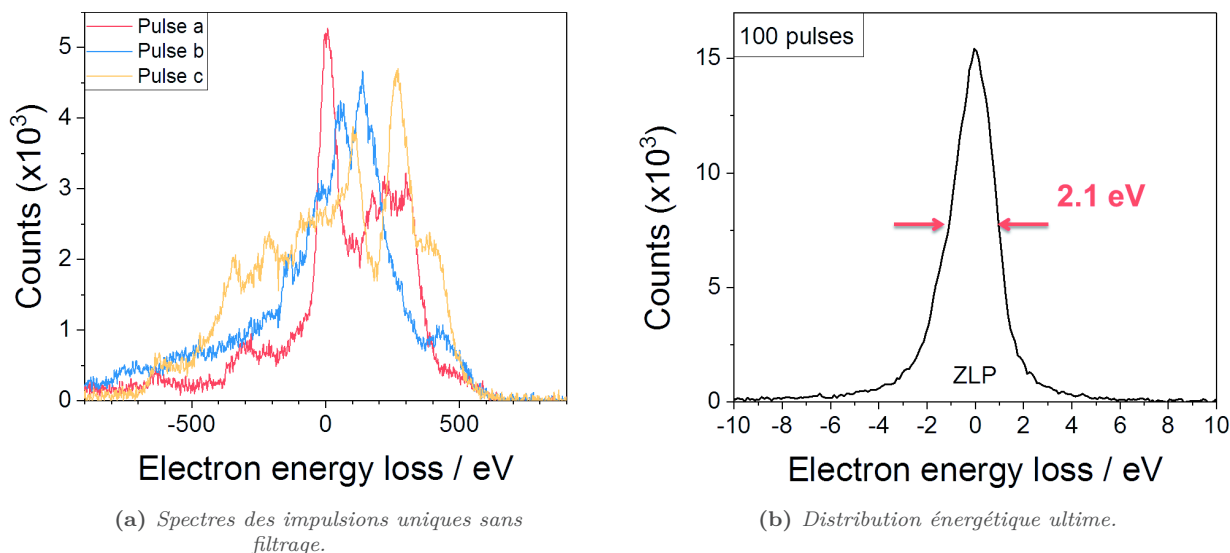 Pulse a
Pulse b
Pulse c
5
4
3
2
1
0
Counts (x10³)
-500
0
500
Electron energy loss / eV
(a) Spectres des impulsions uniques sans
filtrage.
100 pulses
15
10
5
0
Counts (x10³)
2.1 eV
ZLP
-10 -8 -6 -4 -2 0 2 4 6 8 10
Electron energy loss / eV
(b) Distribution énergétique ultime.